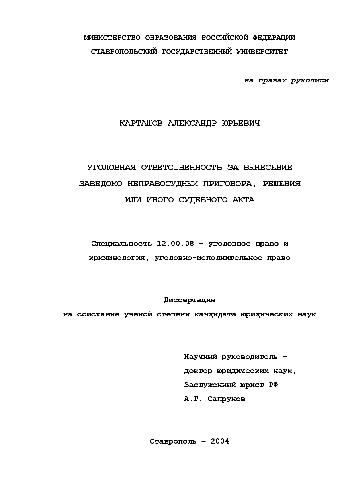 МИНИСТЕРСТВО ОБРАЗОВАНИЯ РОССИЙСКОЙ ФЕДЕРАЦИИ
СТАВРОПОЛЬСКИЙ ГОСУДАРСТВЕННЫЙ УНИВЕРСИТЕТ
на правах рукописи
КАРТАШОВ АЛЕКСАНДР ЮРЬЕВИЧ
УГОЛОВНАЯ ОТВЕТСТВЕННОСТЬ ЗА ВЫНЕСЕНИЕ
ЗАВЕДОМО НЕПРАВОСУДНЫХ ПРИГОВОРА, РЕШЕНИЯ
ИЛИ ИНОГО СУДЕБНОГО АКТА
Специальность 12.00.08 – уголовное право и
криминология, уголовно-исполнительное право
Диссертация
на соискание ученой степени кандидата юридических наук
Научный руководитель –
доктор юридических наук,
Заслуженный юрист РФ
А.Г. Сапрунов
Ставрополь – 2004